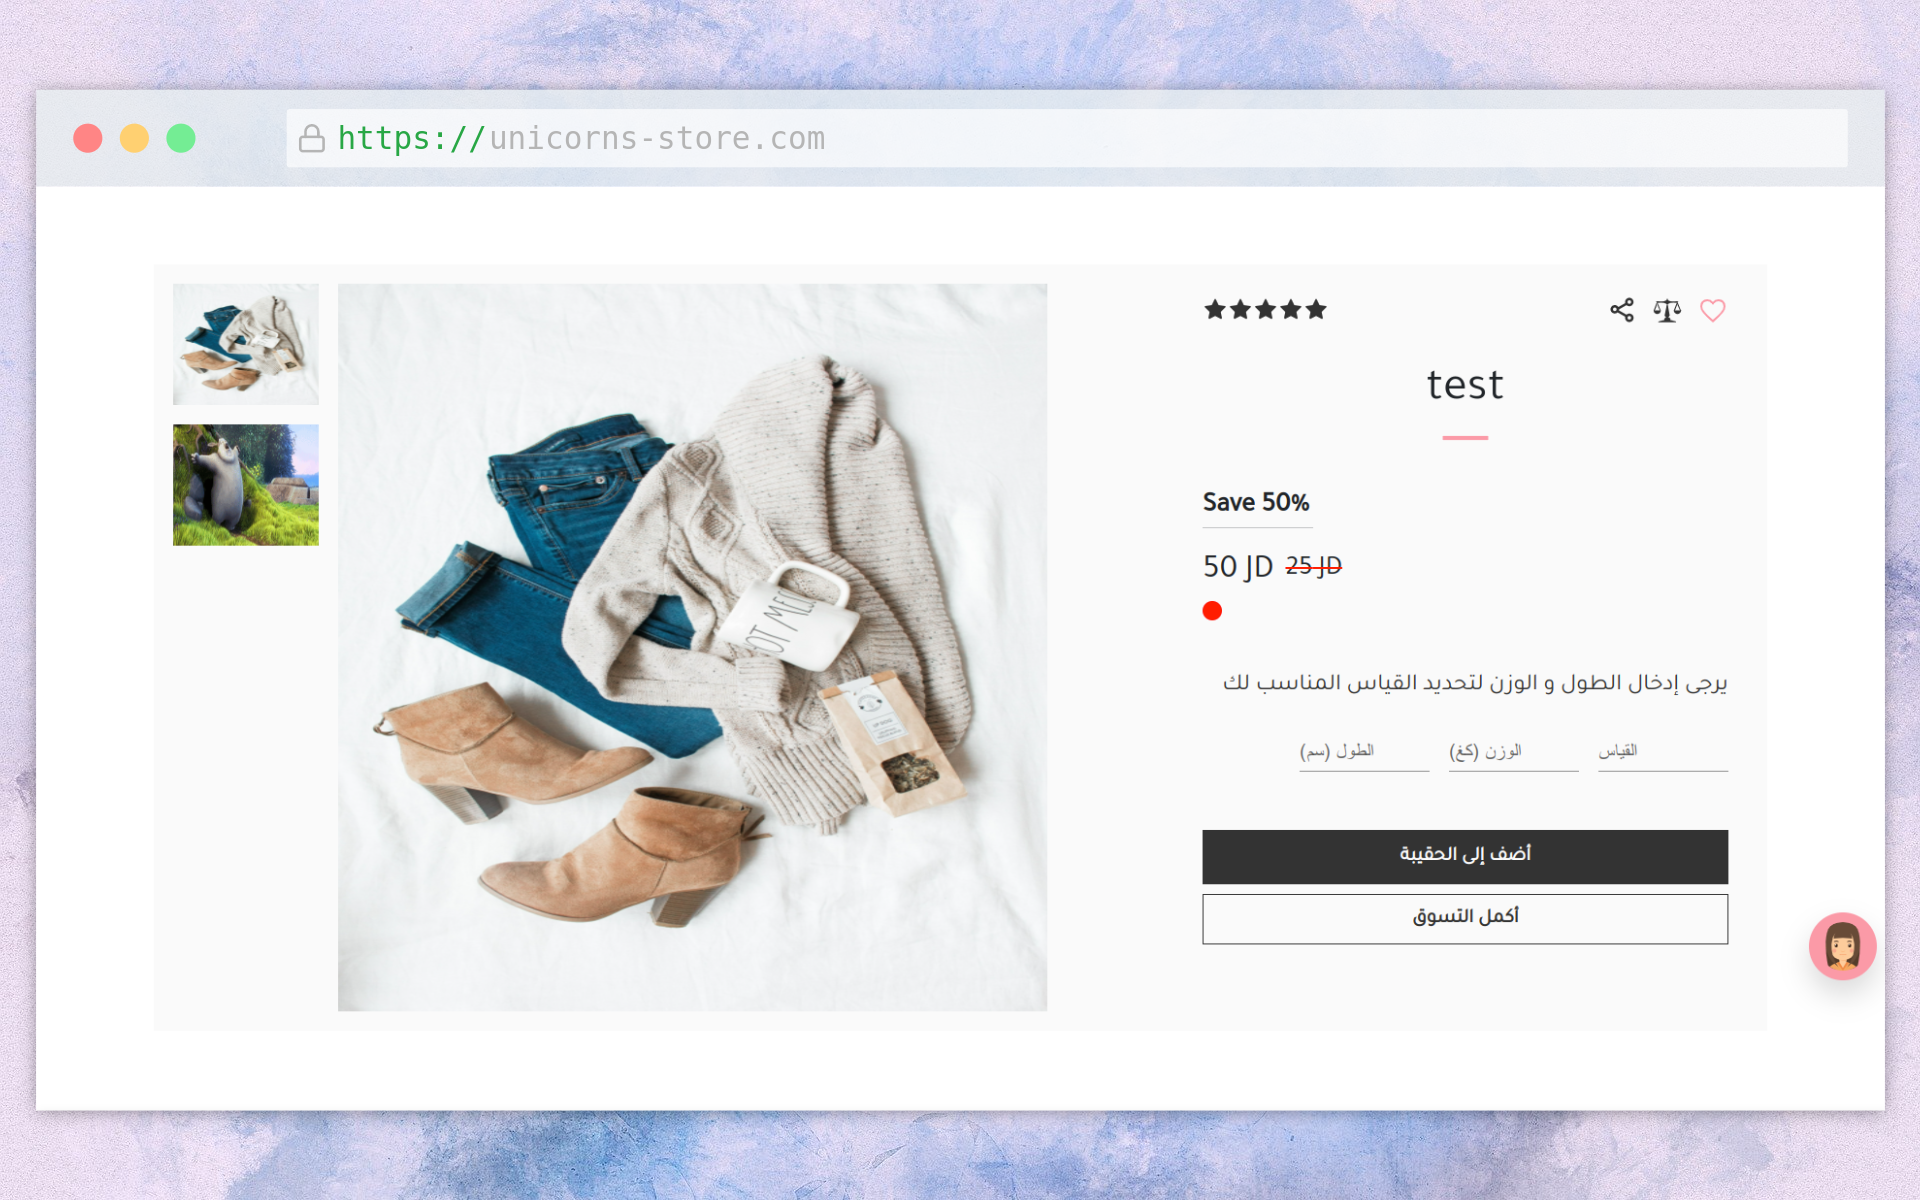 https://unicorns-store.com
test
Save 50%
50 JD 25 JD
يرجى إدخال الطول و الوزن لتحديد القياس المناسب لك
القياس
الوزن (كغ)
الطول (سم)
أضف إلى الحقيبة
أكمل التسوق